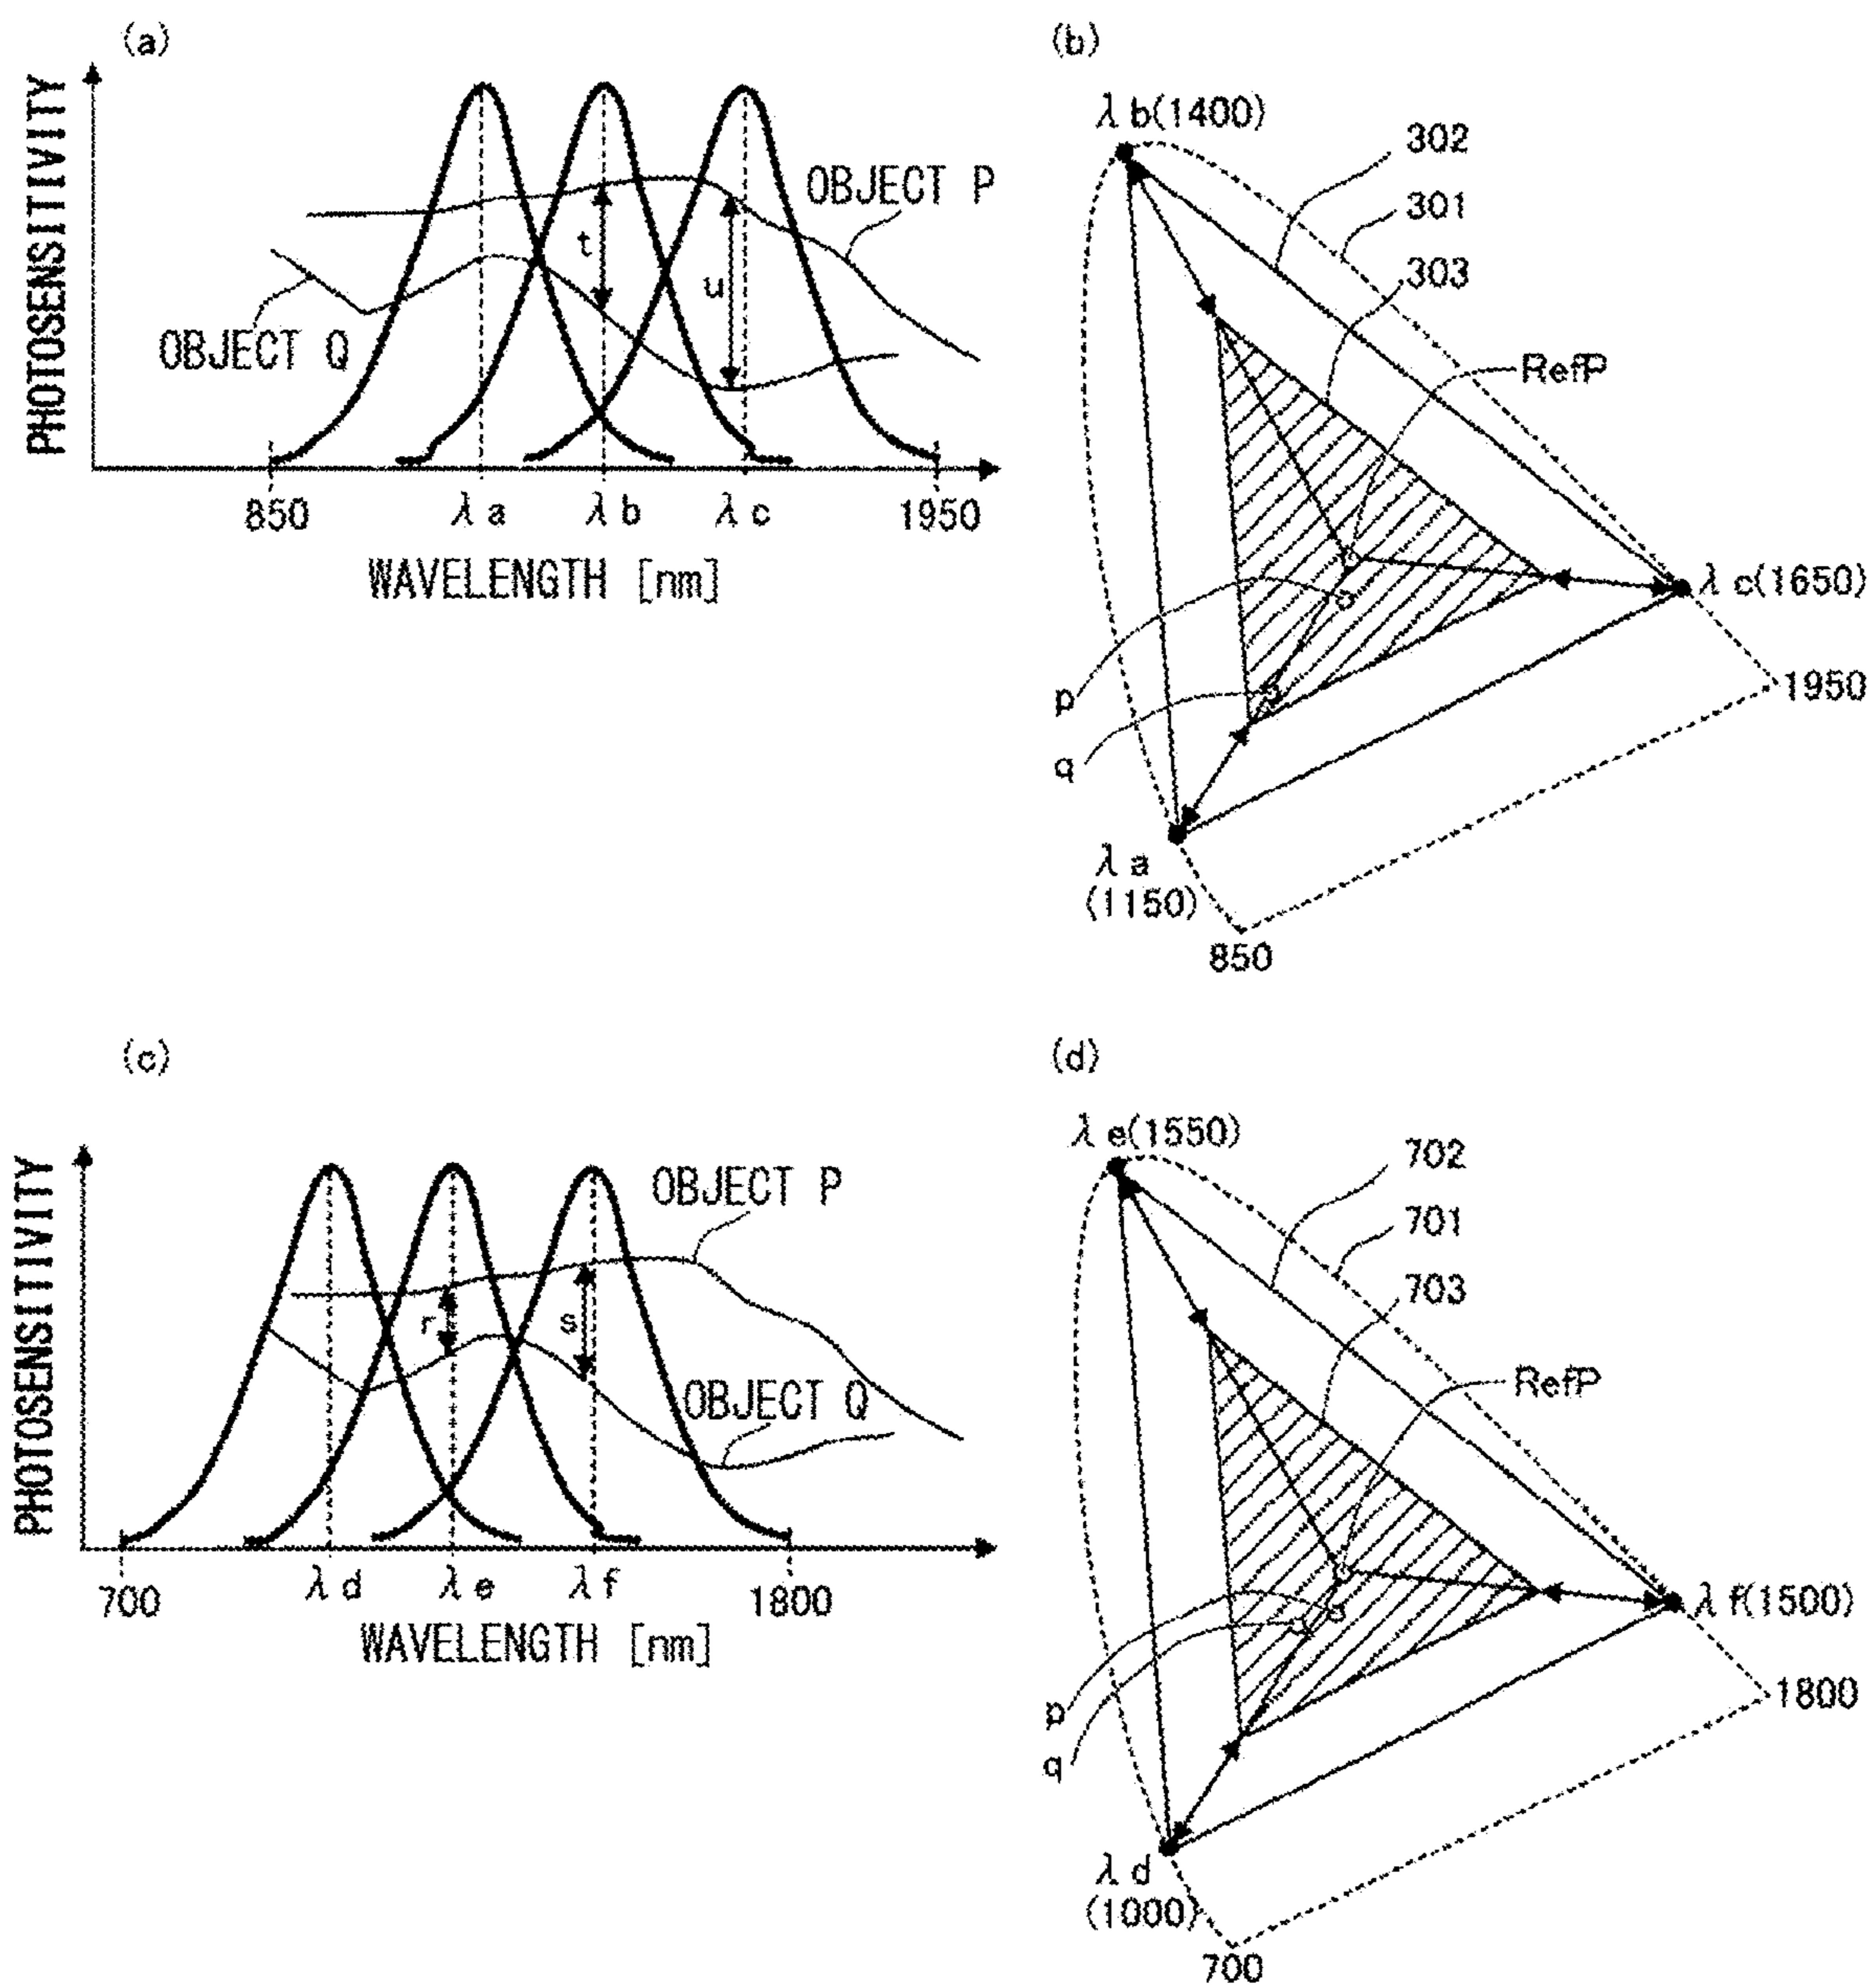 (a)
PHOTOSENSITIVITY
OBJECT P
OBJECT Q
t
u
850
λa
λb
λc
1950
WAVELENGTH [nm]
(b)
λb(1400)
302
301
303
RefP
λc(1650)
p
q
1950
λa
(1150)
850
(c)
PHOTOSENSITIVITY
OBJECT P
OBJECT Q
r
s
700
λd
λe
λf
1800
WAVELENGTH [nm]
(d)
λe(1550)
702
701
703
RefP
λf(1500)
p
q
1800
λd
(1000)
700